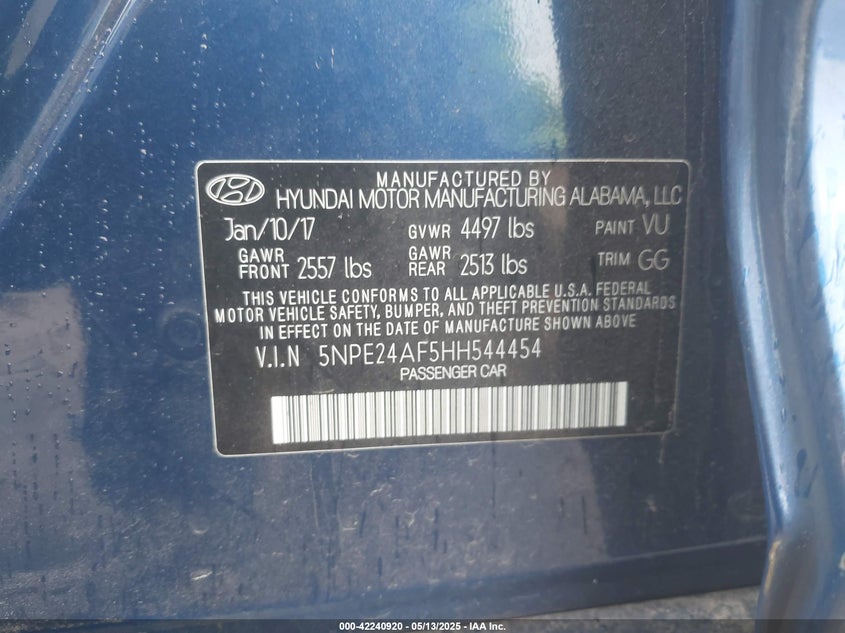 MANUFACTURED BY
HYUNDAI MOTOR MANUFACTURING ALABAMA, LLC
Jan/10/17 GVWR 4497 lbs PAINT VU
GAWR FRONT 2557 lbs GAWR REAR 2513 lbs TRIM GG
THIS VEHICLE CONFORMS TO ALL APPLICABLE U.S.A. FEDERAL
MOTOR VEHICLE SAFETY, BUMPER, AND THEFT PREVENTION STANDARDS
IN EFFECT ON THE DATE OF MANUFACTURE SHOWN ABOVE
V.I.N 5NPE24AF5HH544454
PASSENGER CAR
000-42240920 - 05/13/2025 - IAA Inc.